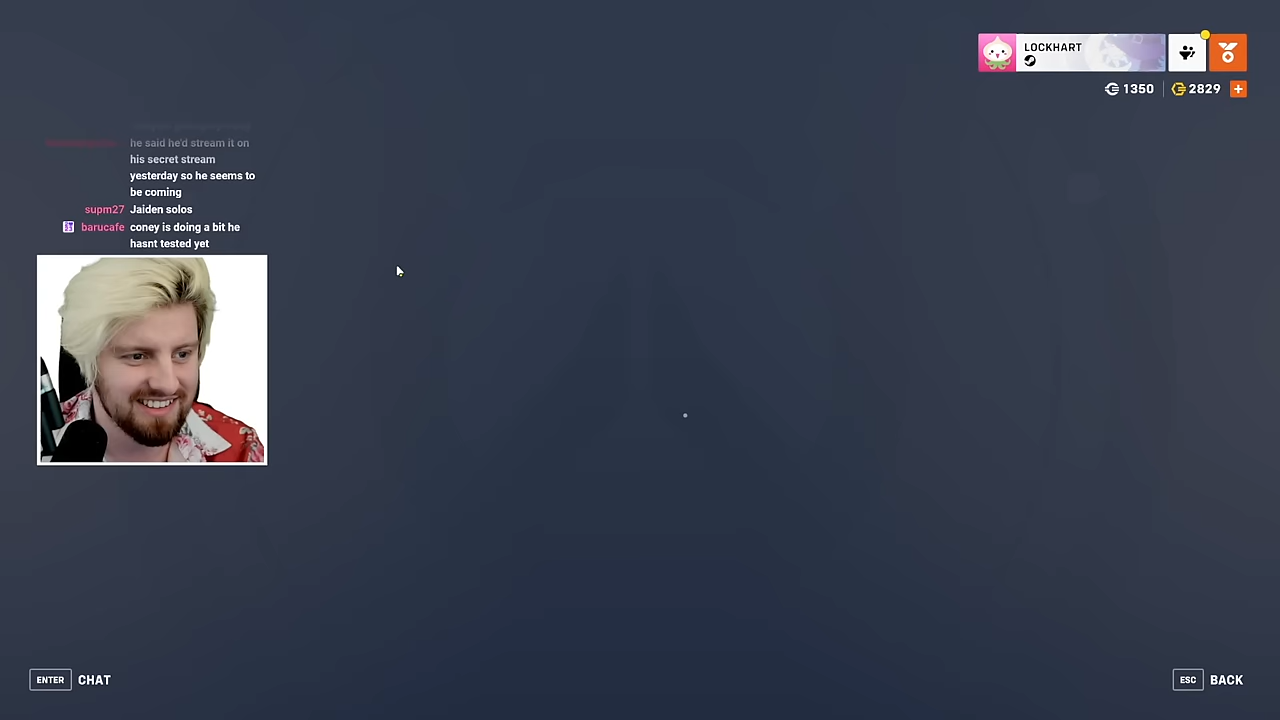 LOCKHART
1350
2829
he said he'd stream it on
his secret stream
yesterday so he seems to
be coming
supm27 Jaiden solos
barucafe coney is doing a bit he
hasnt tested yet
ENTER CHAT
ESC BACK